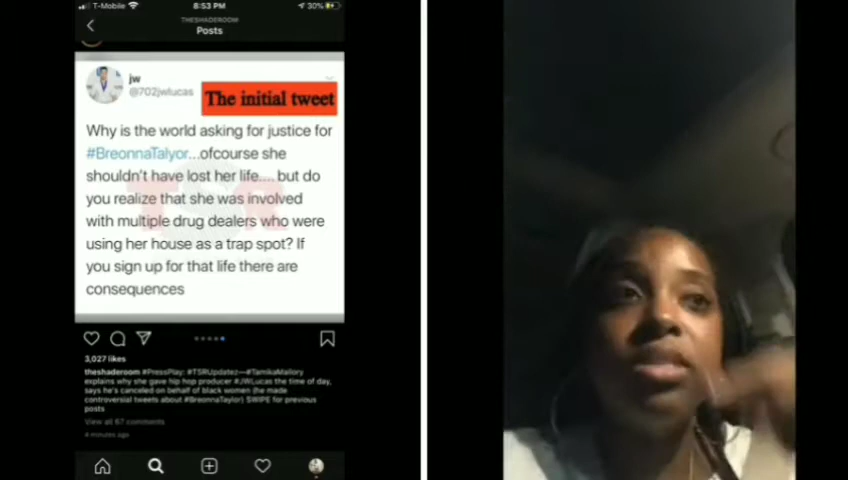 T-Mobile 8:53 PM 30%
THESHADEROOM
Posts
jw
@702jwlucas
The initial tweet
Why is the world asking for justice for
#BreonnaTalyor...ofcourse she
shouldn't have lost her life.... but do
you realize that she was involved
with multiple drug dealers who were
using her house as a trap spot? If
you sign up for that life there are
consequences
TSR
3,027 likes
theshaderoom #PressPlay: #TSRUpdatez—#TamikaMallory
explains why she gave hip hop producer #JWLucas the time of day,
says he's canceled on behalf of black women (he made
controversial tweets about #BreonnaTaylor) SWIPE for previous
posts
View all 67 comments
4 minutes ago